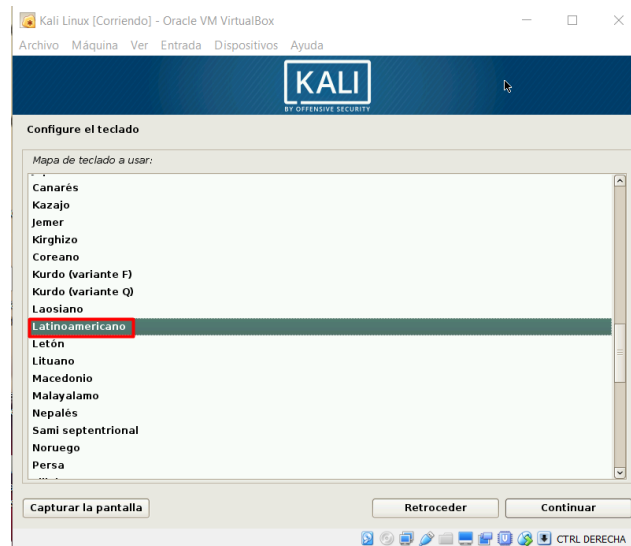 Kali Linux [Corriendo] - Oracle VM VirtualBox
Archivo Máquina Ver Entrada Dispositivos Ayuda
KALI
BY OFFENSIVE SECURITY
Configure el teclado
Mapa de teclado a usar:
Canarés
Kazajo
Jemer
Kirghizo
Coreano
Kurdo (variante F)
Kurdo (variante Q)
Laosiano
Latinoamericano
Letón
Lituano
Macedonio
Malayalamo
Nepalés
Sami septentrional
Noruego
Persa
Capturar la pantalla Retroceder Continuar
CTRL DERECHA